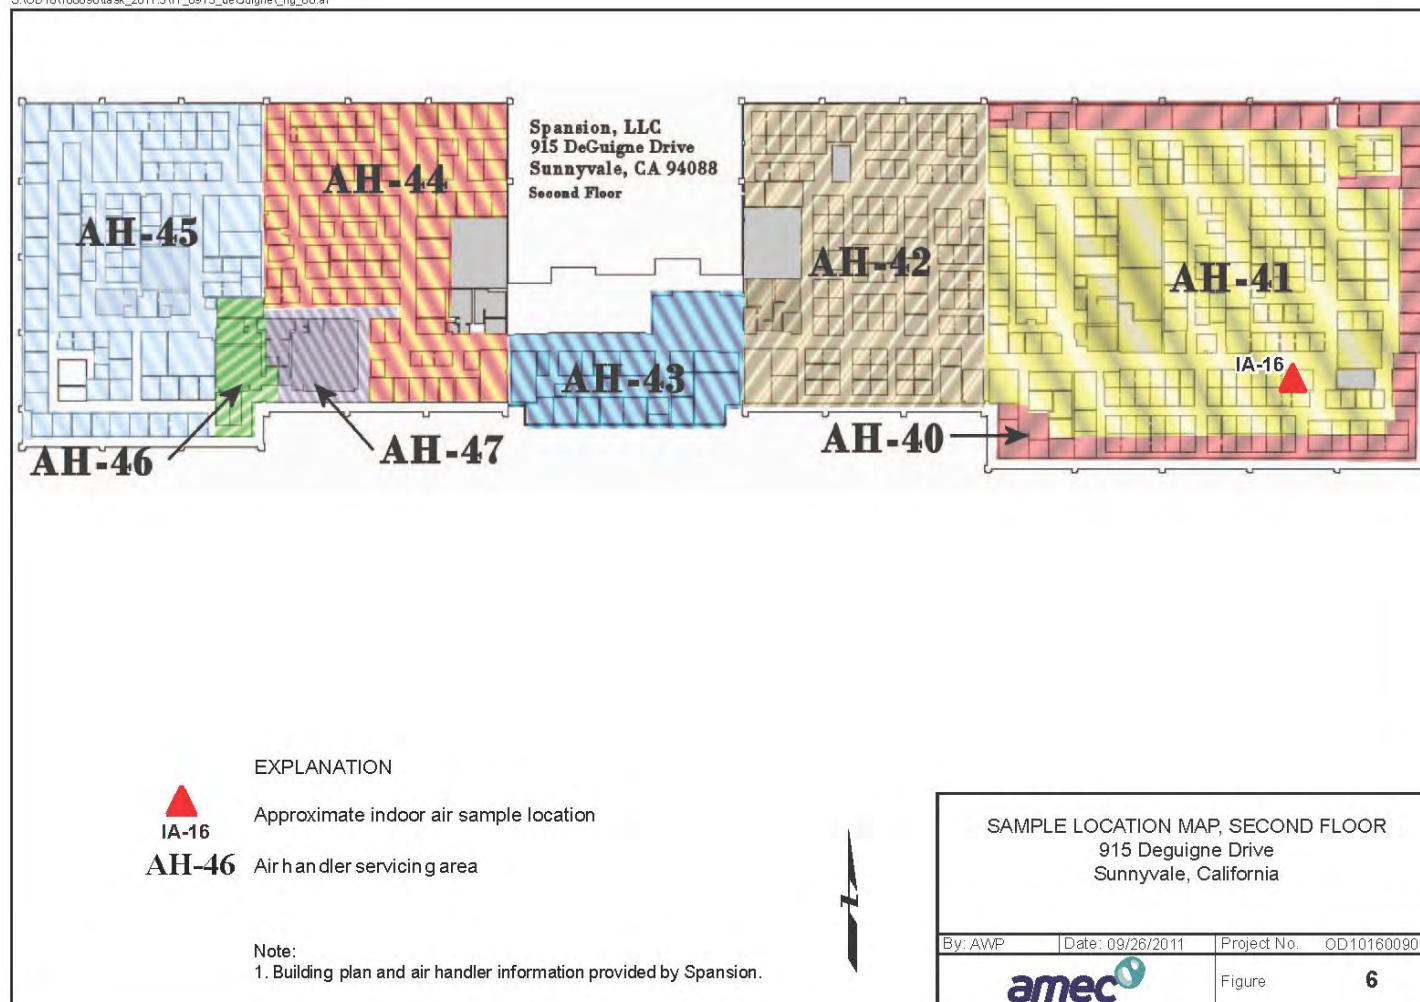 Spansion, LLC
915 DeGuigne Drive
Sunnyvale, CA 94088
Second Floor
AH-44
AH-45
AH-42
AH-41
IA-16
AH-43
AH-46
AH-47
AH-40
EXPLANATION
IA-16
Approximate indoor air sample location
AH-46
Air handler servicing area
Note:
1. Building plan and air handler information provided by Spansion.
SAMPLE LOCATION MAP, SECOND FLOOR
915 Deguigne Drive
Sunnyvale, California
By: AWP
Date: 09/26/2011
Project No. OD10160090
amec
Figure 6